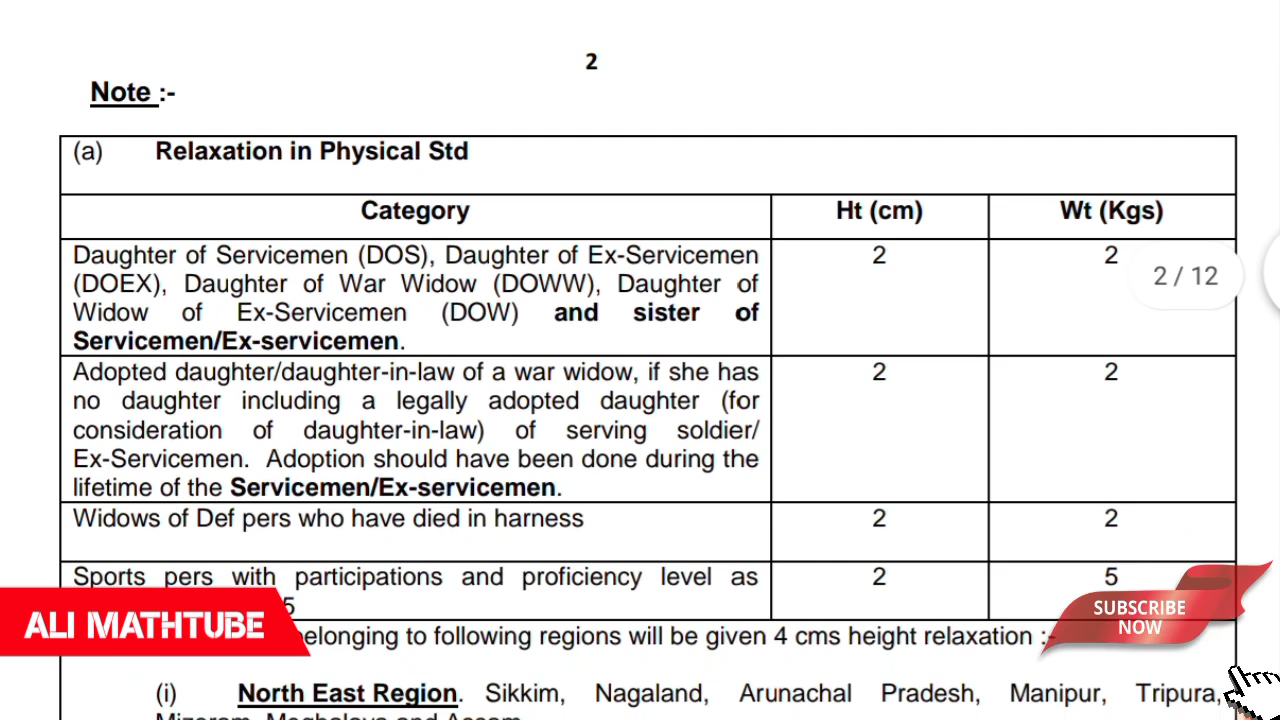 2
Note :-
(a) Relaxation in Physical Std
Category Ht (cm) Wt (Kgs)
Daughter of Servicemen (DOS), Daughter of Ex-Servicemen 2 2
(DOEX), Daughter of War Widow (DOWW), Daughter of
Widow of Ex-Servicemen (DOW) and sister of
Servicemen/Ex-servicemen.
2 / 12
Adopted daughter/daughter-in-law of a war widow, if she has 2 2
no daughter including a legally adopted daughter (for
consideration of daughter-in-law) of serving soldier/
Ex-Servicemen. Adoption should have been done during the
lifetime of the Servicemen/Ex-servicemen.
Widows of Def pers who have died in harness 2 2
Sports pers with participations and proficiency level as 2 5
5
belonging to following regions will be given 4 cms height relaxation :-
(i) North East Region. Sikkim, Nagaland, Arunachal Pradesh, Manipur, Tripura,
Mizoram, Meghalaya and Assam
ALI MATHTUBE
SUBSCRIBE
NOW